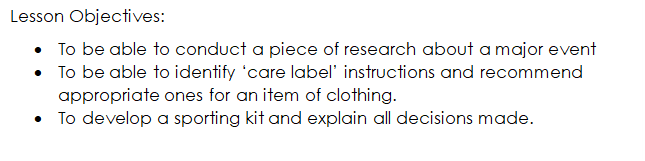 Lesson Objectives:
• To be able to conduct a piece of research about a major event
• To be able to identify ‘care label’ instructions and recommend
appropriate ones for an item of clothing.
• To develop a sporting kit and explain all decisions made.